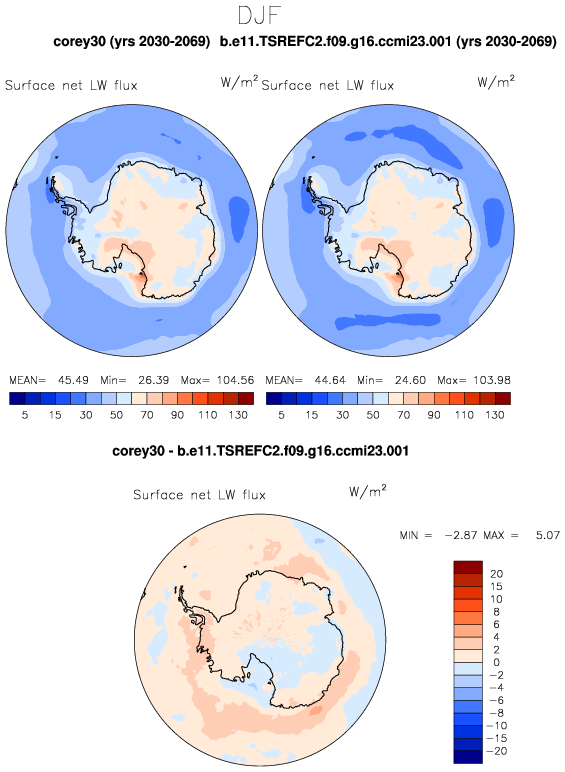 DJF
corey30 (yrs 2030-2069) b.e11.TSREFC2.f09.g16.ccmi23.001 (yrs 2030-2069)
Surface net LW flux W/m² Surface net LW flux W/m²
MEAN= 45.49 Min= 26.39 Max= 104.56 MEAN= 44.64 Min= 24.60 Max= 103.98
5 15 30 50 70 90 110 130 5 15 30 50 70 90 110 130
corey30 - b.e11.TSREFC2.f09.g16.ccmi23.001
Surface net LW flux W/m²
MIN = -2.87 MAX = 5.07
20
15
10
8
6
4
2
0
-2
-4
-6
-8
-10
-15
-20